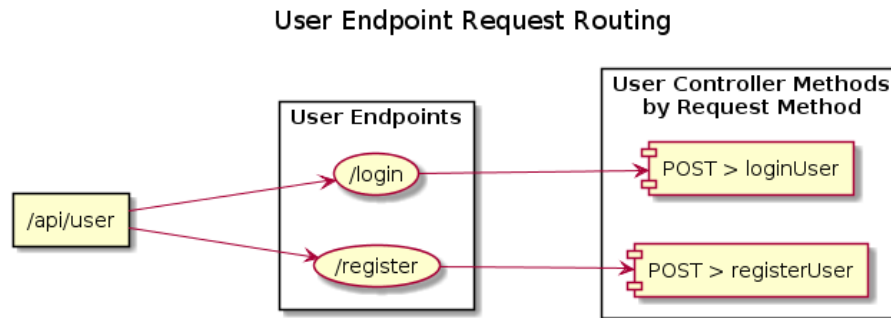 User Endpoint Request Routing
User Endpoints
User Controller Methods
by Request Method
/api/user
/login
POST > loginUser
/register
POST > registerUser